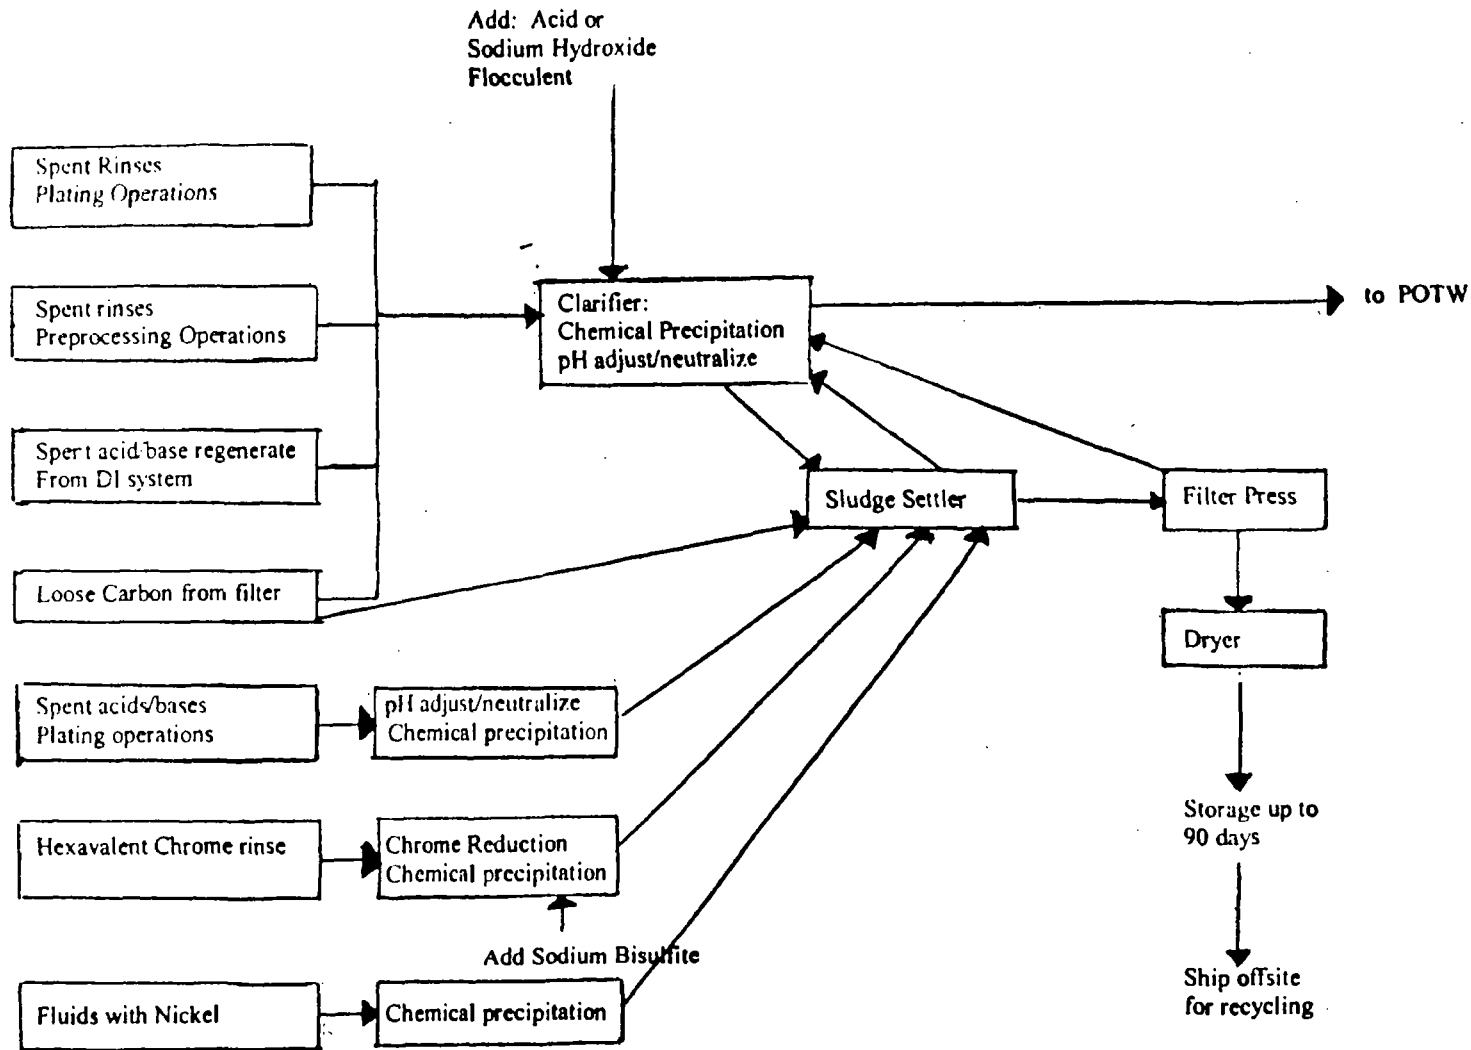 Add: Acid or
Sodium Hydroxide
Flocculent
Spent Rinses
Plating Operations
Clarifier:
Chemical Precipitation
pH adjust/neutralize
to POTW
Spent rinses
Preprocessing Operations
Spert acid/base regenerate
From DI system
Sludge Settler
Filter Press
Loose Carbon from filter
Dryer
Spent acids/bases
Plating operations
pH adjust/neutralize
Chemical precipitation
Storage up to
90 days
Hexavalent Chrome rinse
Chrome Reduction
Chemical precipitation
Add Sodium Bisulfite
Ship offsite
for recycling
Fluids with Nickel
Chemical precipitation